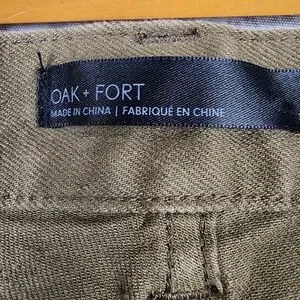 OAK + FORT
MADE IN CHINA | FABRIQUÉ EN CHINE